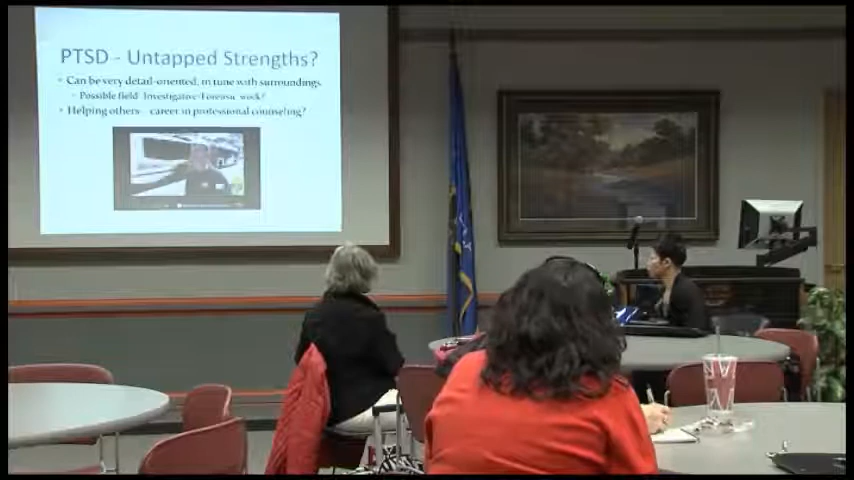 PTSD - Untapped Strengths?
Can be very detail-oriented, in tune with surroundings
Possible field Investigative-Forensic work?
Helping others - career in professional counseling?